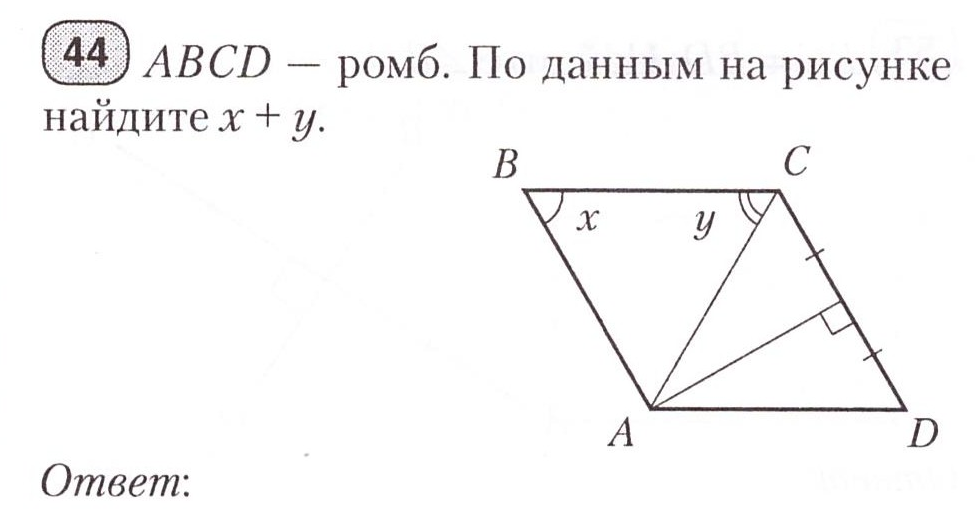 44 ABCD — ромб. По данным на рисунке
найдите x + y.
B
C
x
y
A
D
Ответ: